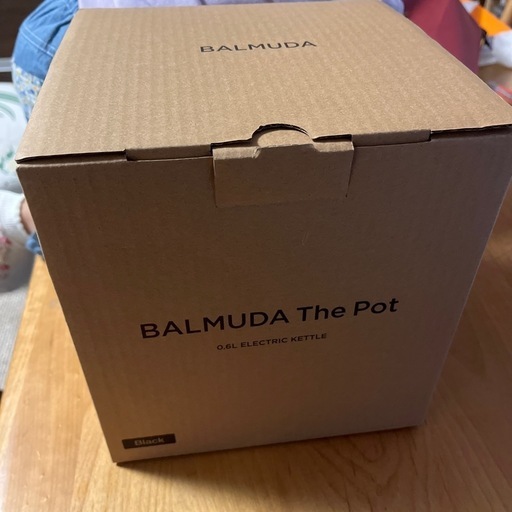 BALMUDA
BALMUDA The Pot
0.6L ELECTRIC KETTLE
Black